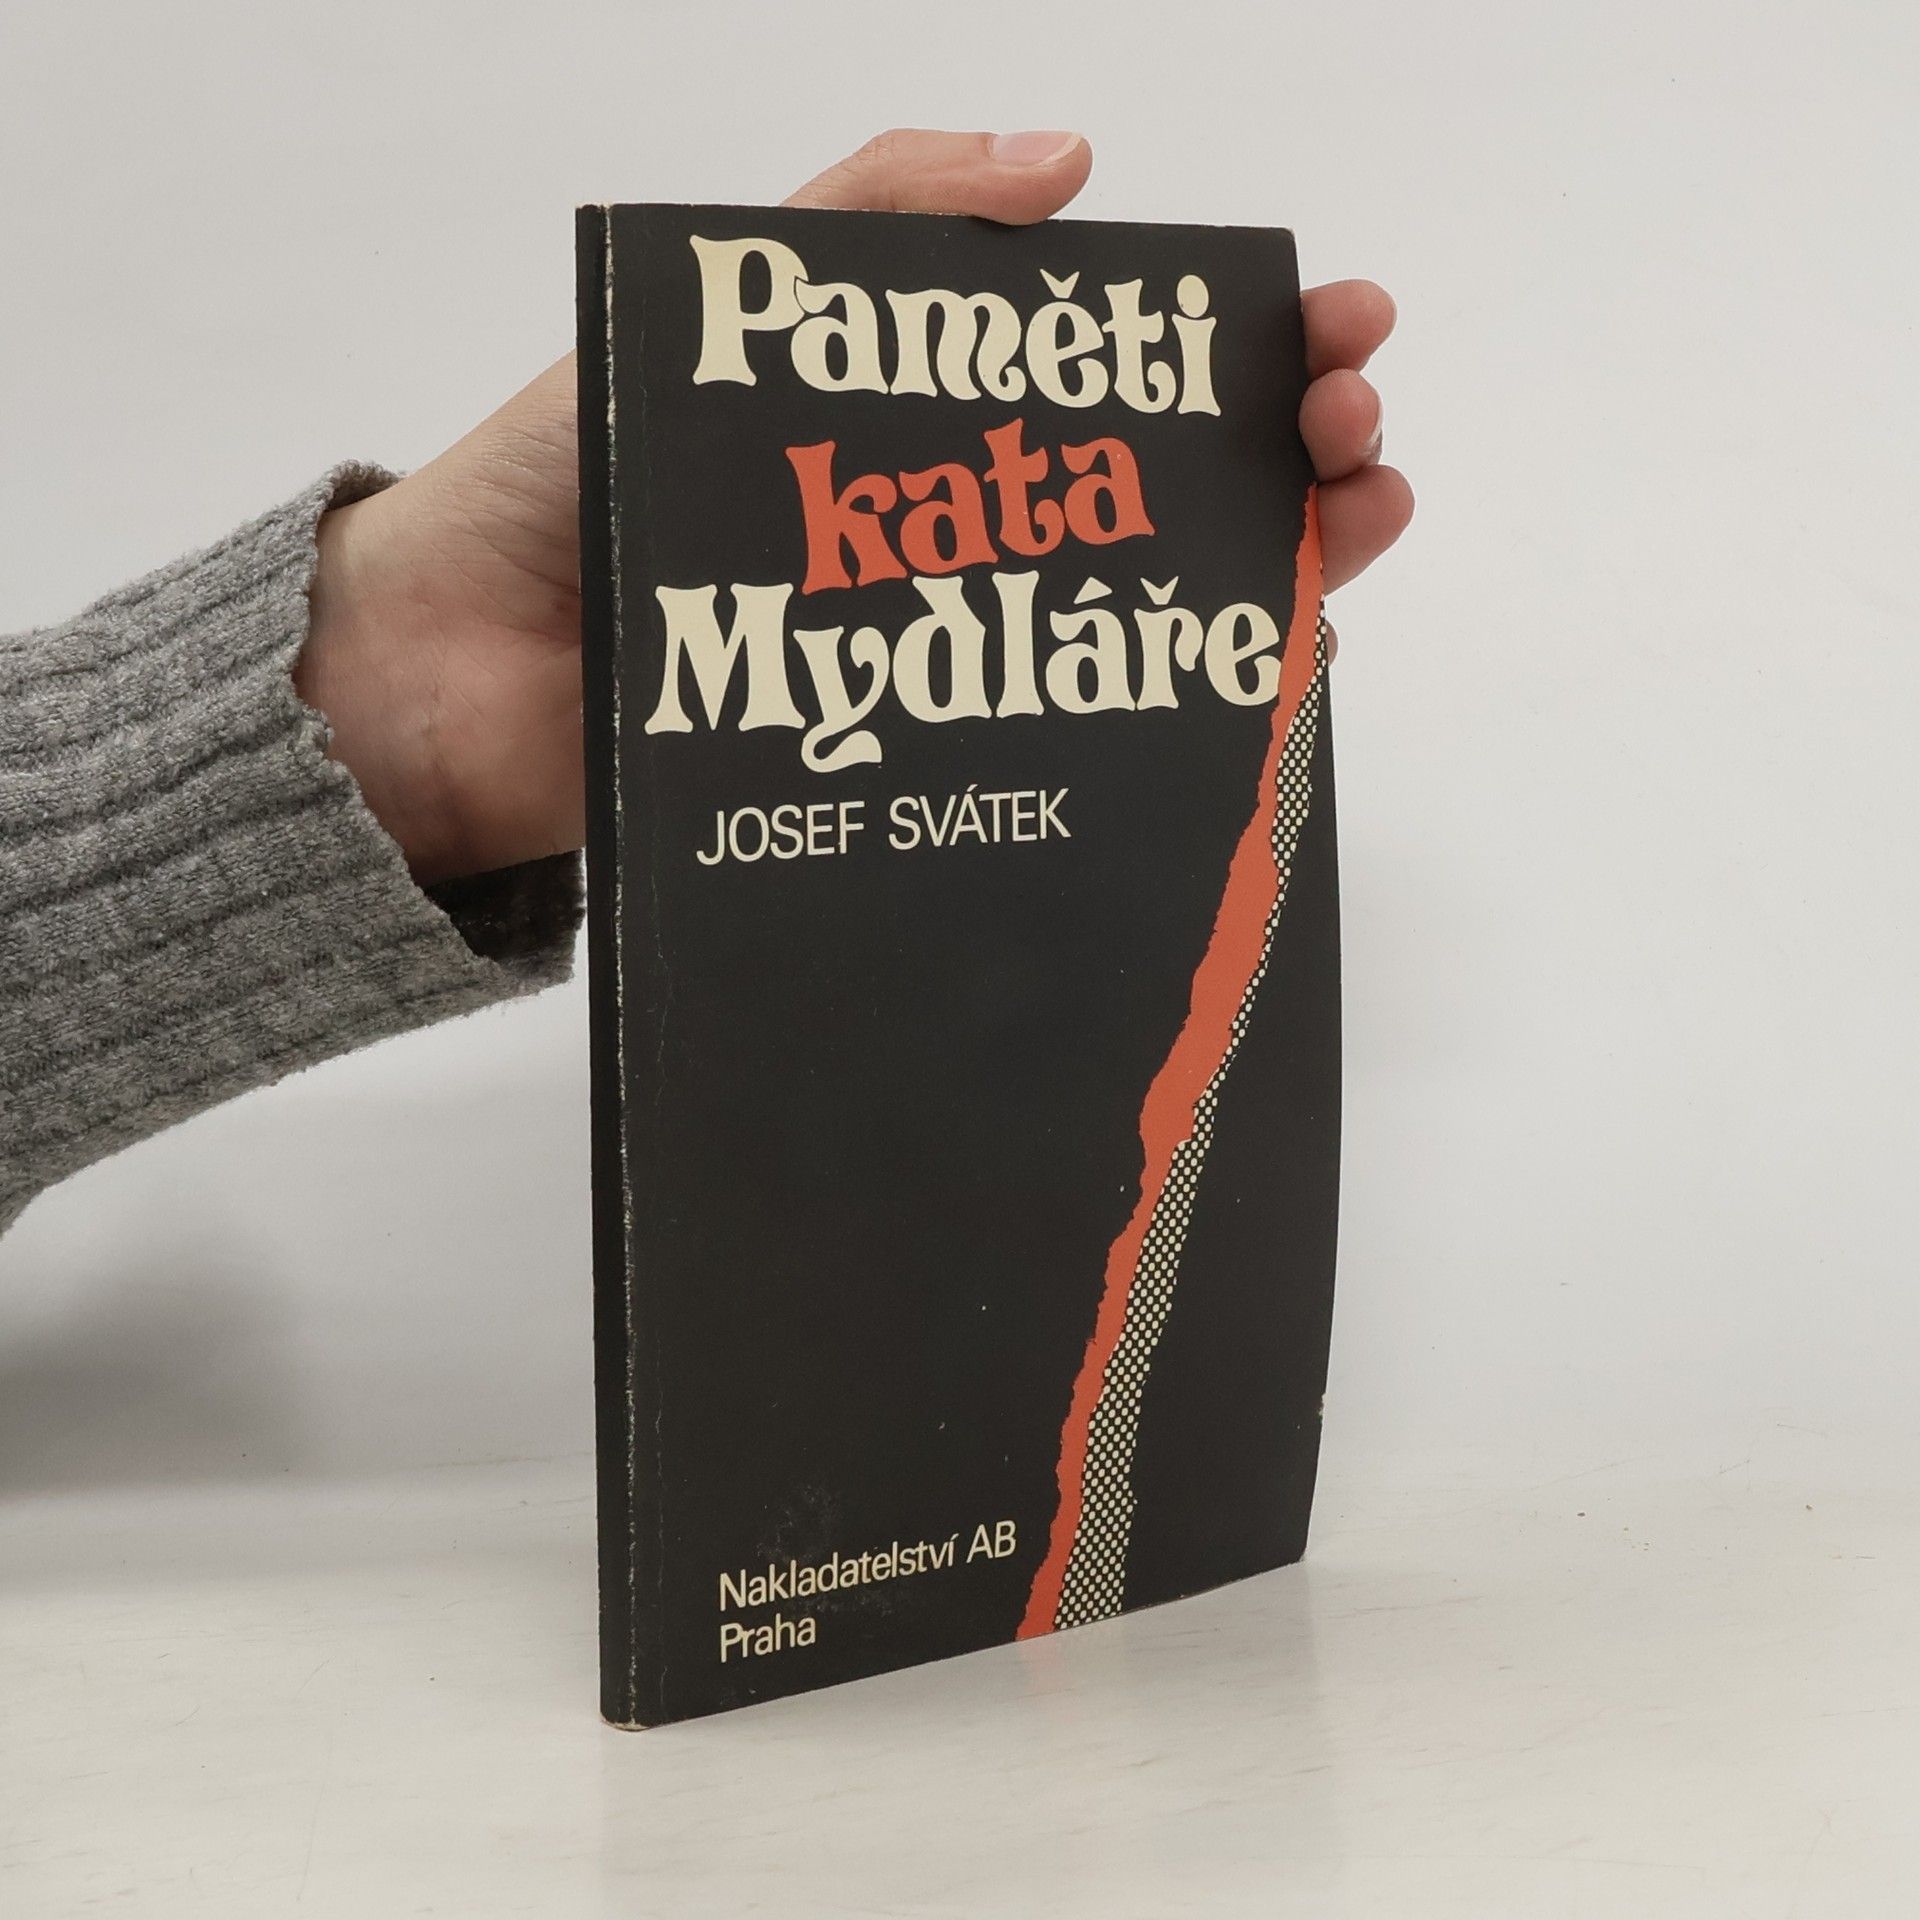 Paměti
kata
Mydláře
JOSEF SVÁTEK
Nakladatelství AB
Praha